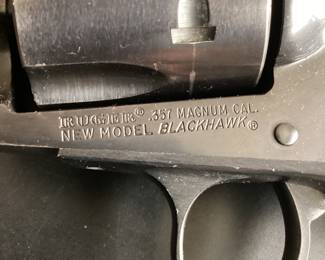 RUGER® .357 MAGNUM CAL.
NEW MODEL BLACKHAWK®